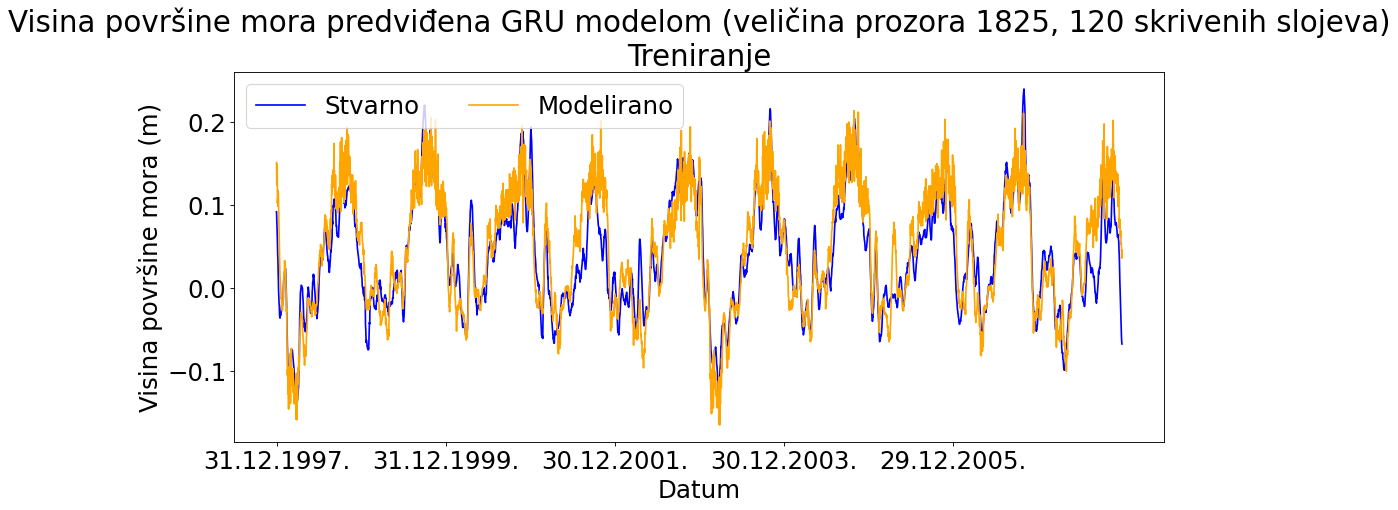 Visina površine mora predviđena GRU modelom (veličina prozora 1825, 120 skrivenih slojeva)
Treniranje
Stvarno
Modelirano
Visina površine mora (m)
0.2
0.1
0.0
−0.1
31.12.1997.
31.12.1999.
30.12.2001.
30.12.2003.
29.12.2005.
Datum